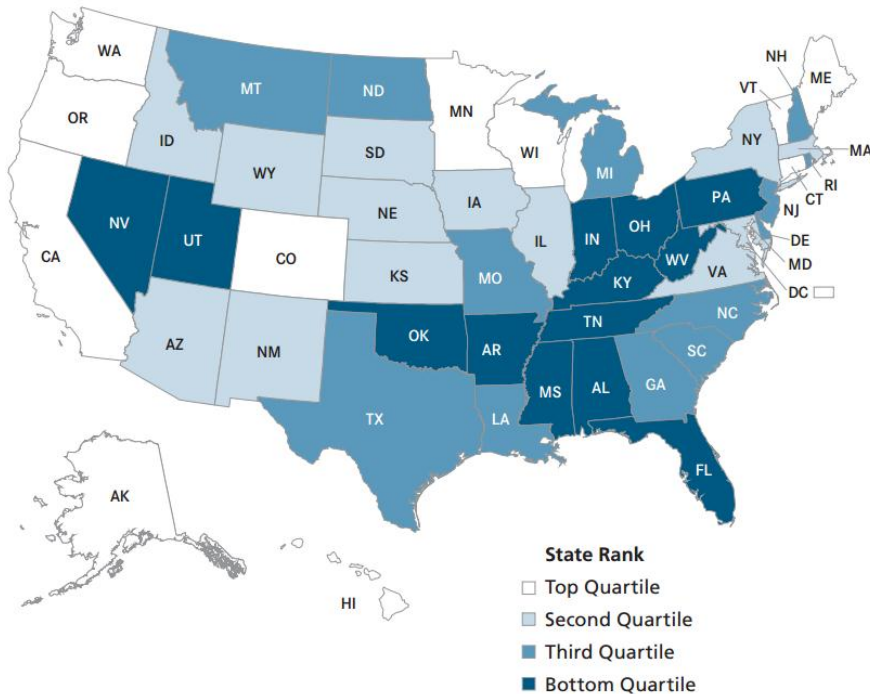 WA
MT
ND
MN
NH
VT
ME
OR
ID
SD
WI
MI
NY
MA
WY
RI
CT
IA
NE
PA
NJ
NV
UT
CO
IL
IN
OH
DE
WV
MD
CA
KS
MO
KY
VA
DC
TN
NC
AZ
NM
OK
AR
SC
MS
AL
GA
TX
LA
FL
AK
HI
State Rank
Top Quartile
Second Quartile
Third Quartile
Bottom Quartile